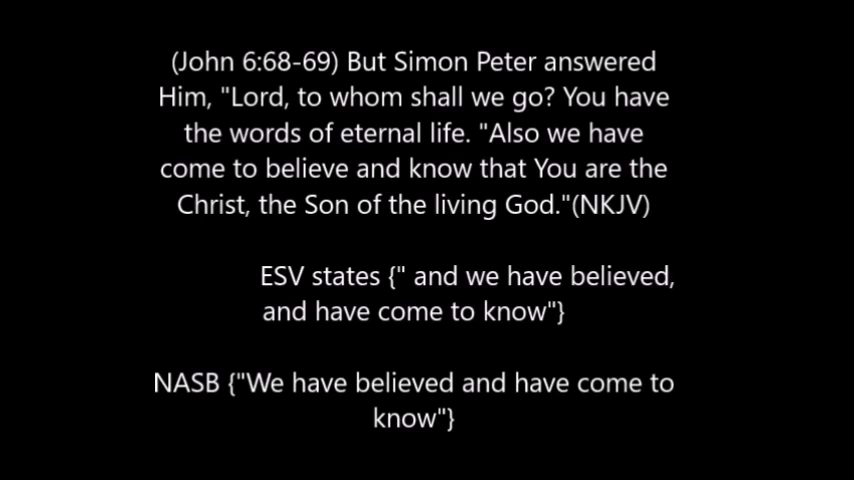 (John 6:68-69) But Simon Peter answered
Him, "Lord, to whom shall we go? You have
the words of eternal life. "Also we have
come to believe and know that You are the
Christ, the Son of the living God."(NKJV)
ESV states {" and we have believed,
and have come to know"}
NASB {"We have believed and have come to
know"}